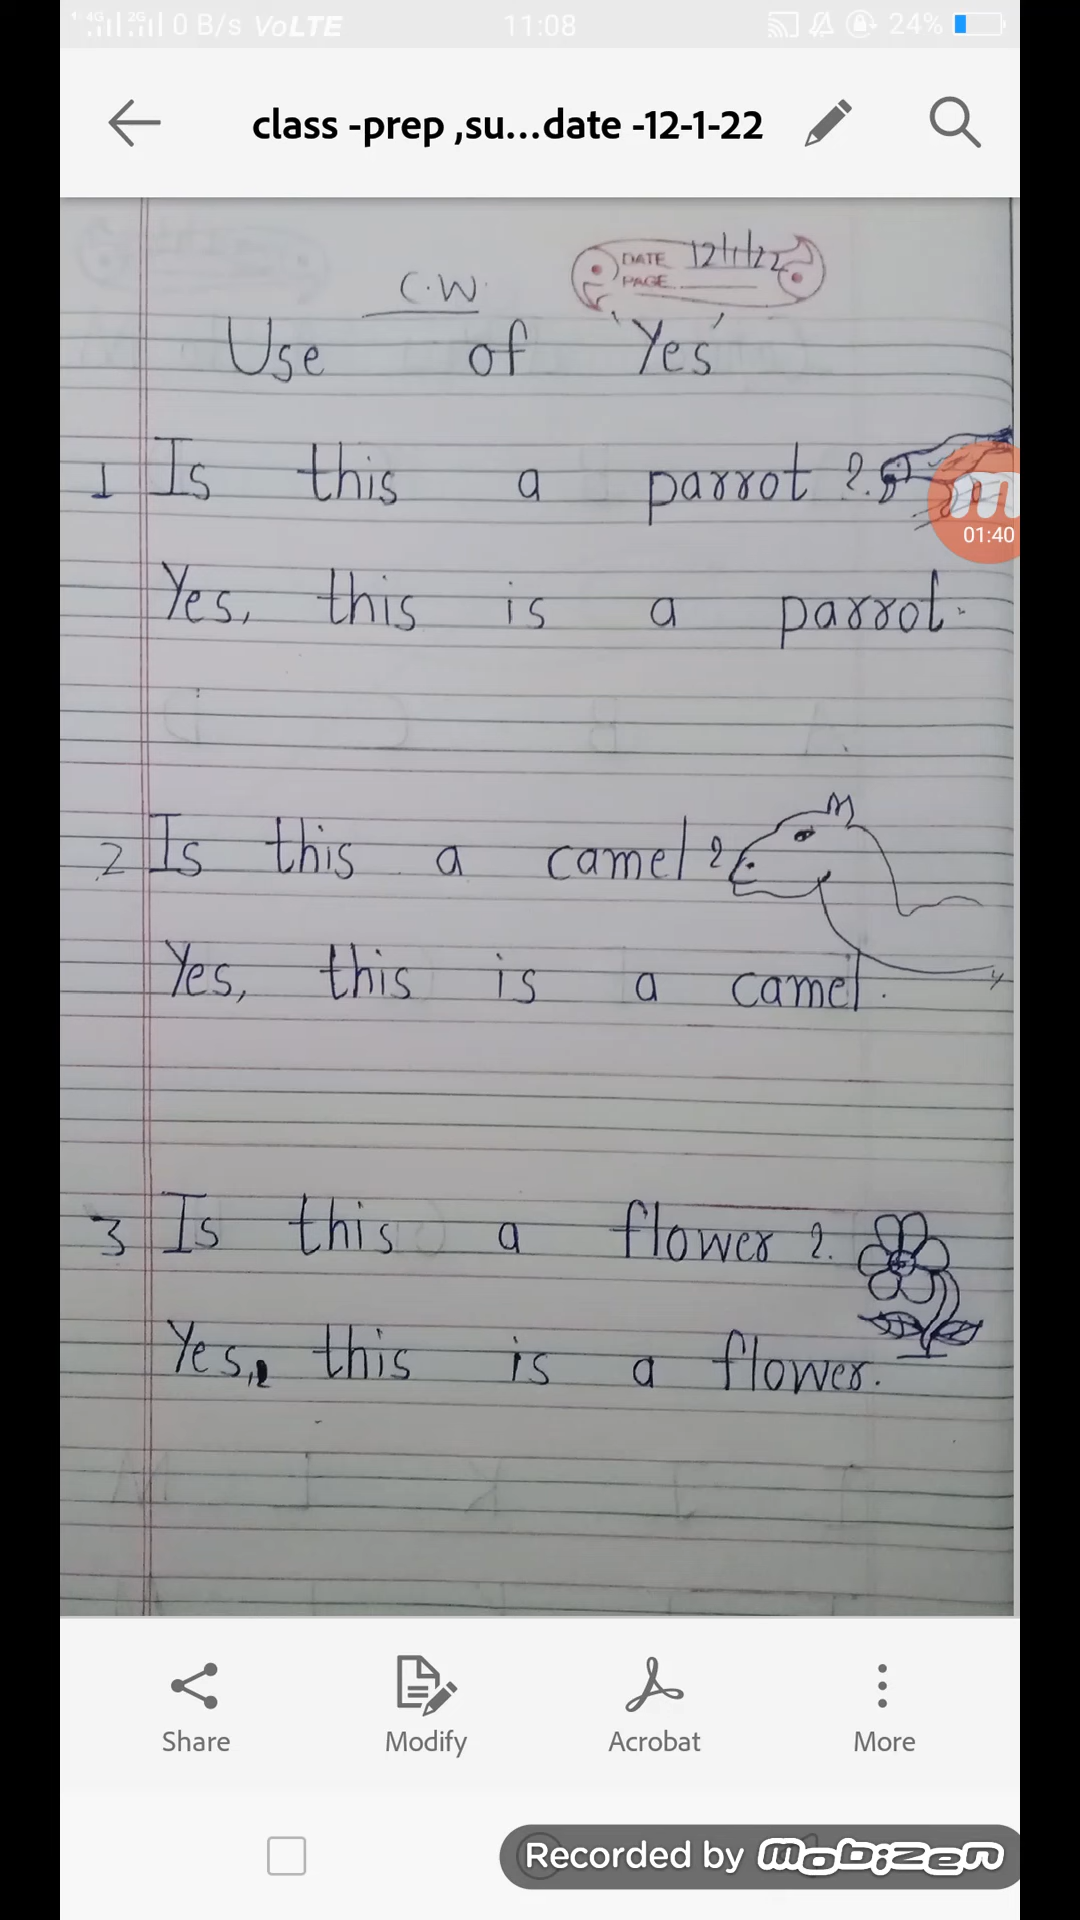 4G 2G 0 B/s VoLTE 11:08 24%
class -prep ,su...date -12-1-22
DATE 12/1/22
PAGE
C.W.
Use of 'Yes'
1 Is this a parrot ?
01:40
Yes, this is a parrot.
2 Is this a camel ?
Yes, this is a camel.
3 Is this a flower ?
Yes, this is a flower.
Share Modify Acrobat More
Recorded by mobizen